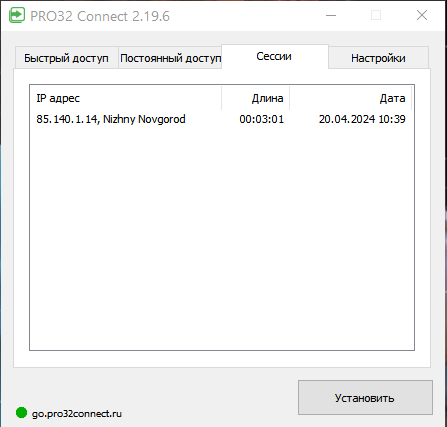 PRO32 Connect 2.19.6
Быстрый доступ Постоянный доступ Сессии Настройки
IP адрес Длина Дата
85.140.1.14, Nizhny Novgorod 00:03:01 20.04.2024 10:39
Установить
go.pro32connect.ru